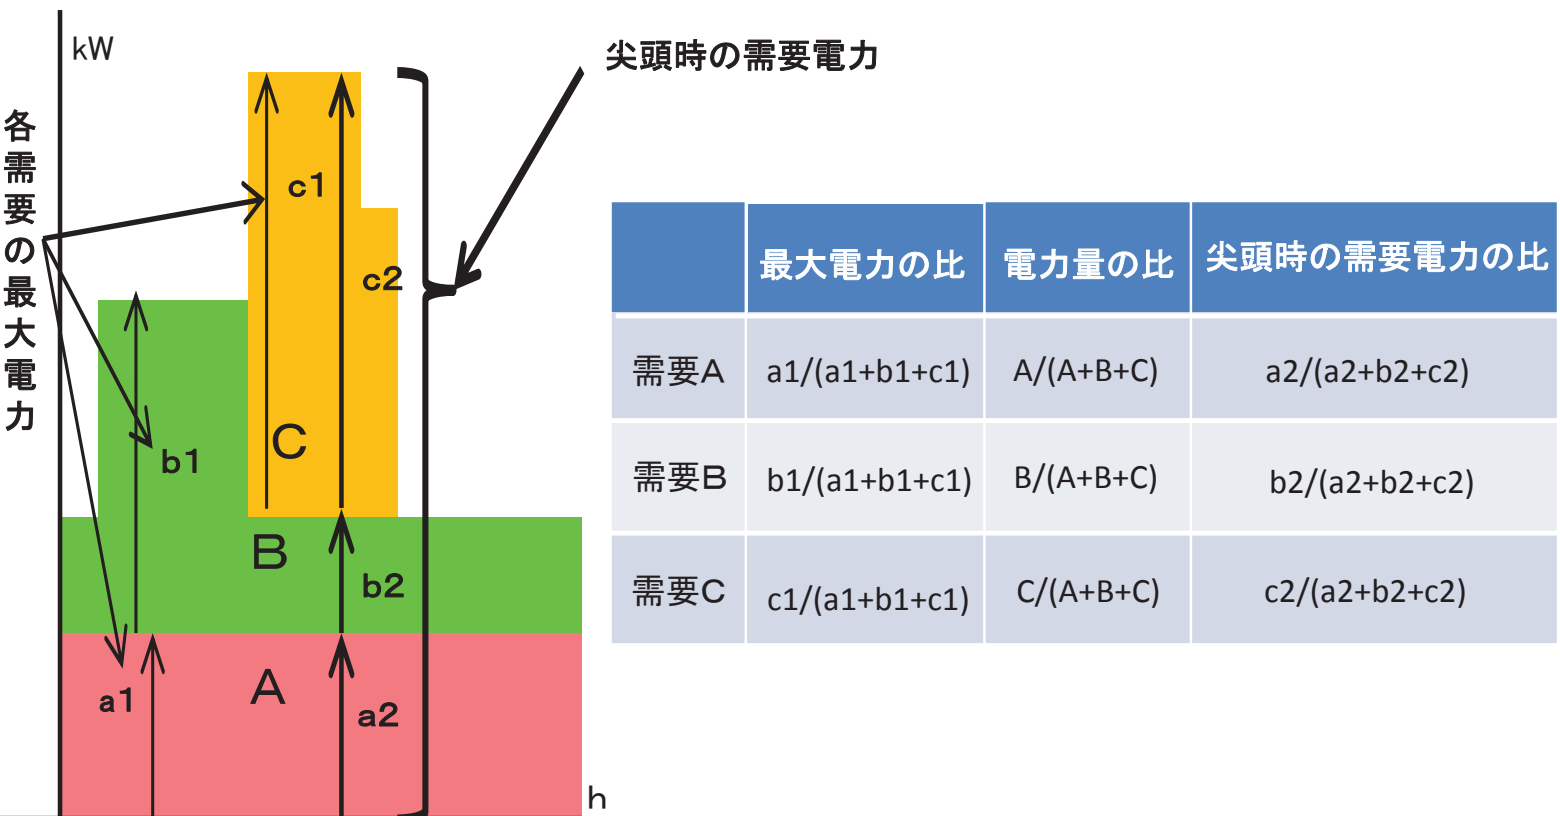 kW
尖頭時の需要電力
各需要の最大電力
c1
c2
C
b1
B
b2
A
a1
a2
h
最大電力の比 電力量の比 尖頭時の需要電力の比
需要A a1/(a1+b1+c1) A/(A+B+C) a2/(a2+b2+c2)
需要B b1/(a1+b1+c1) B/(A+B+C) b2/(a2+b2+c2)
需要C c1/(a1+b1+c1) C/(A+B+C) c2/(a2+b2+c2)